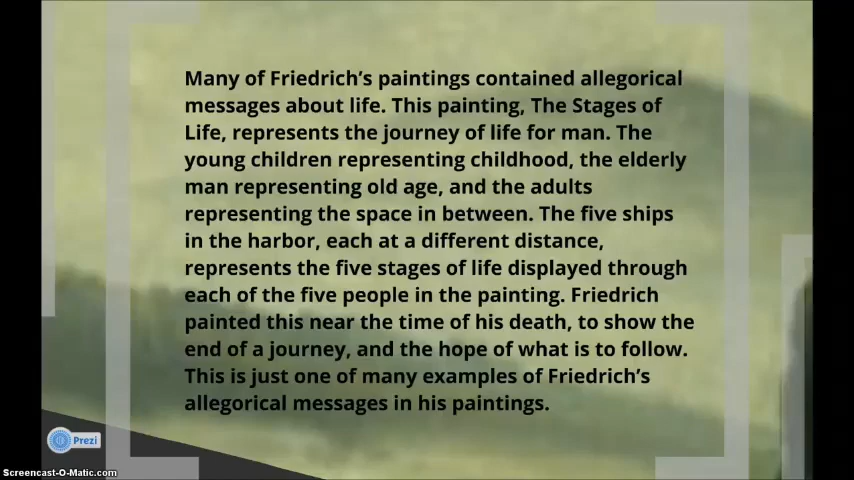 Many of Friedrich's paintings contained allegorical
messages about life. This painting, The Stages of
Life, represents the journey of life for man. The
young children representing childhood, the elderly
man representing old age, and the adults
representing the space in between. The five ships
in the harbor, each at a different distance,
represents the five stages of life displayed through
each of the five people in the painting. Friedrich
painted this near the time of his death, to show the
end of a journey, and the hope of what is to follow.
This is just one of many examples of Friedrich's
allegorical messages in his paintings.
Prezi
Screencast-O-Matic.com